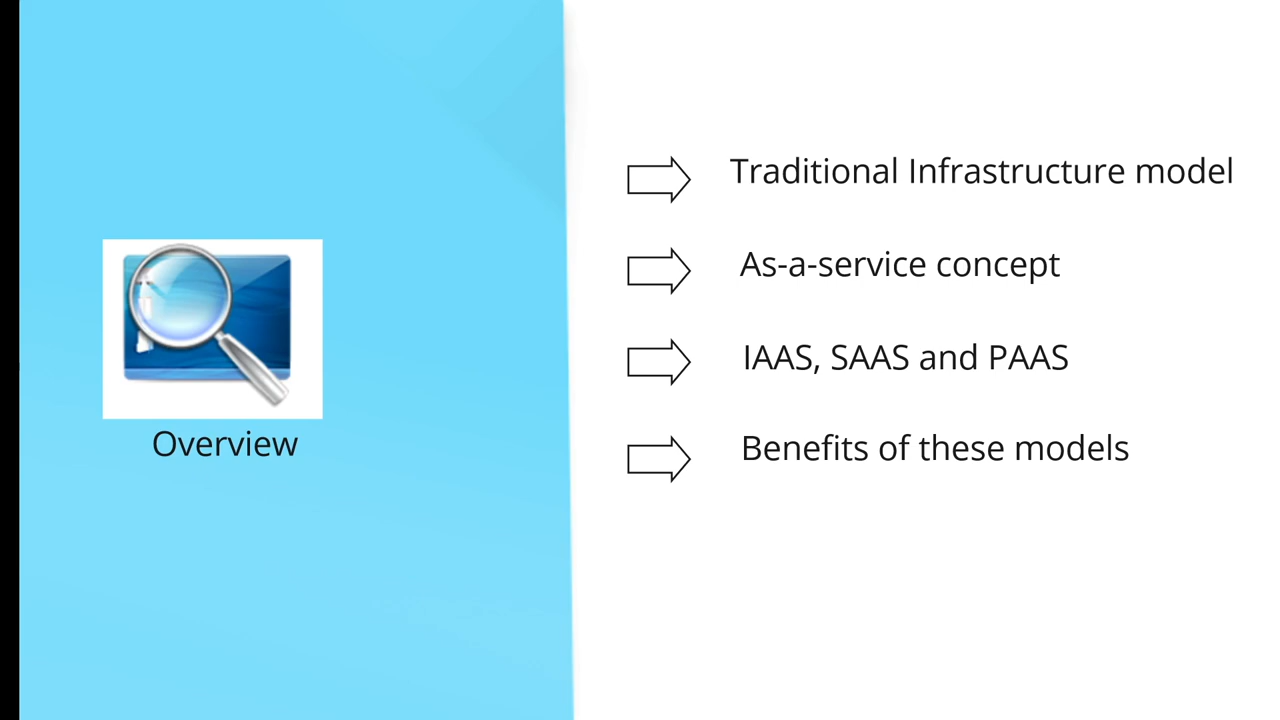 Overview
Traditional Infrastructure model
As-a-service concept
IAAS, SAAS and PAAS
Benefits of these models